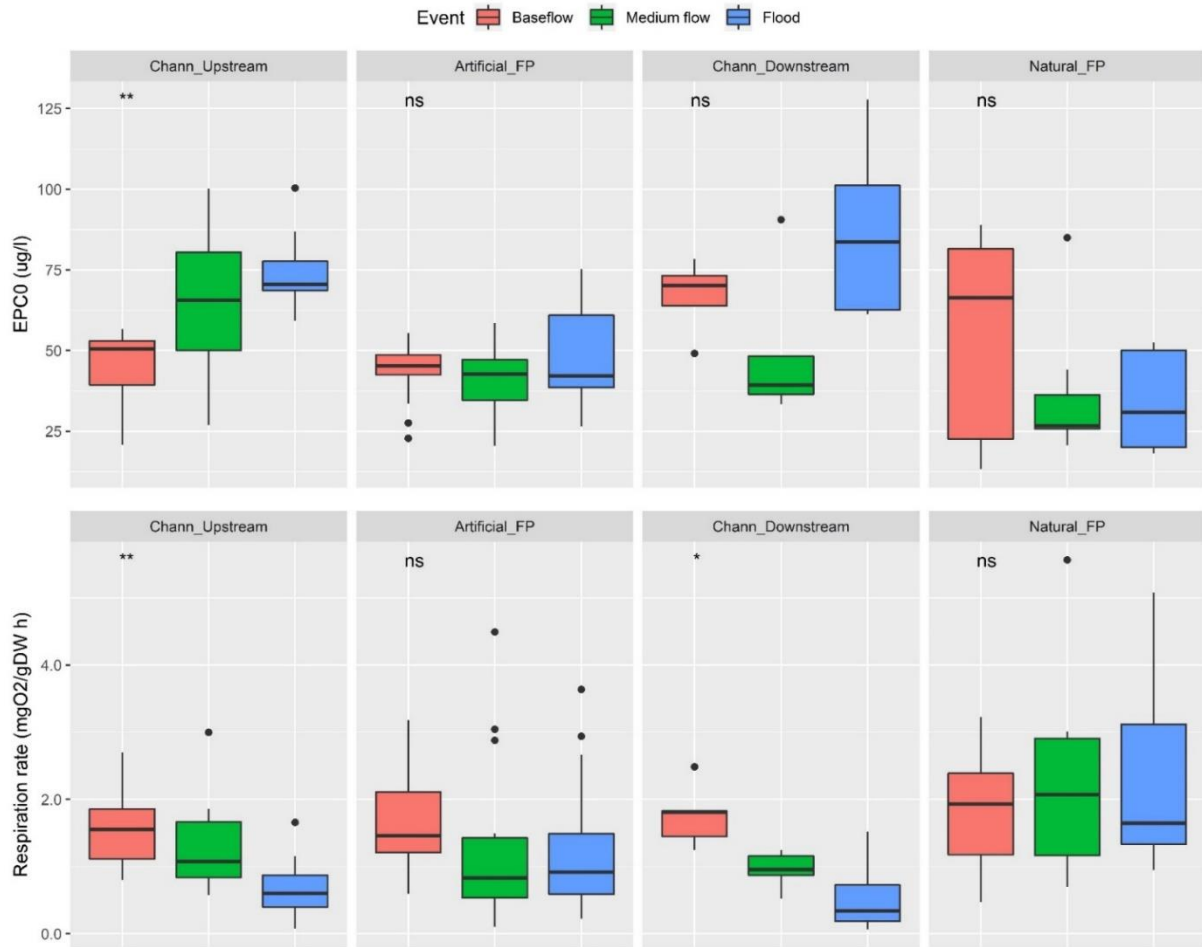 Event Baseflow Medium flow Flood
Chann_Upstream Artificial_FP Chann_Downstream Natural_FP
** ns ns ns
125
100
75
50
25
EPC0 (ug/l)
Chann_Upstream Artificial_FP Chann_Downstream Natural_FP
** ns * ns
4.0
2.0
0.0
Respiration rate (mgO2/gDW h)